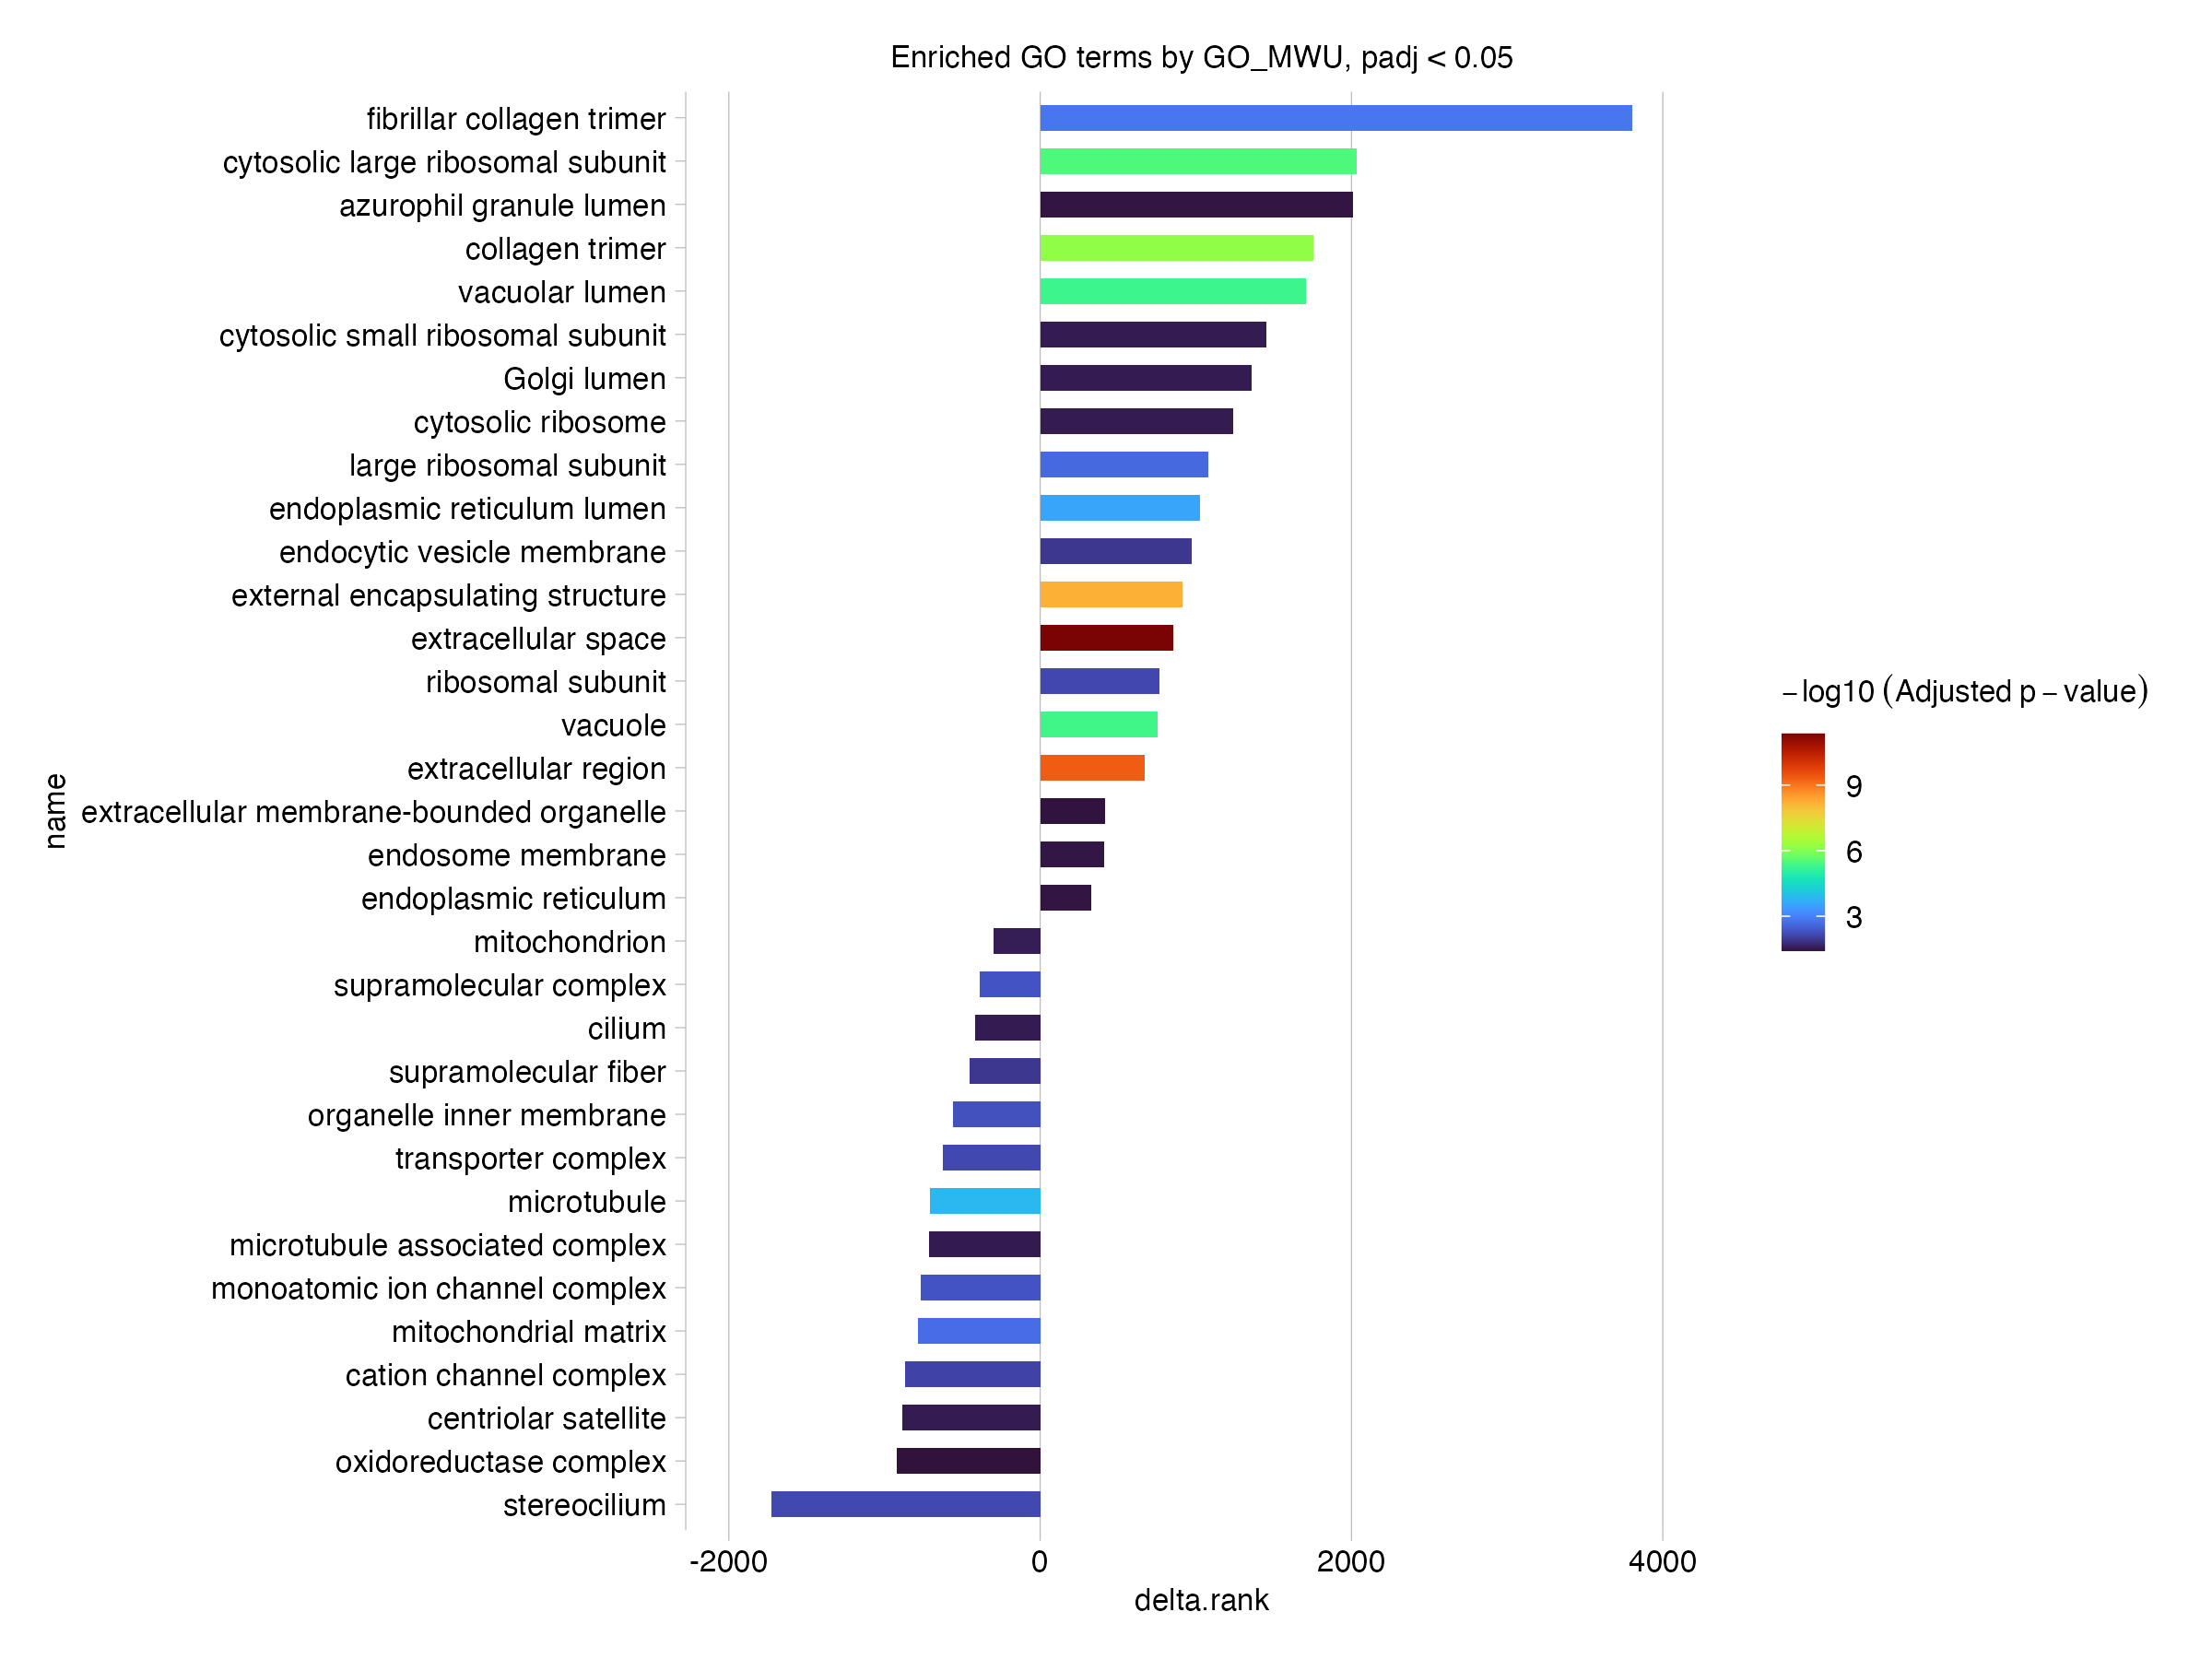 Enriched GO terms by GO_MWU, padj < 0.05
fibrillar collagen trimer
cytosolic large ribosomal subunit
azurophil granule lumen
collagen trimer
vacuolar lumen
cytosolic small ribosomal subunit
Golgi lumen
cytosolic ribosome
large ribosomal subunit
endoplasmic reticulum lumen
endocytic vesicle membrane
external encapsulating structure
extracellular space
ribosomal subunit
vacuole
extracellular region
extracellular membrane-bounded organelle
endosome membrane
endoplasmic reticulum
mitochondrion
supramolecular complex
cilium
supramolecular fiber
organelle inner membrane
transporter complex
microtubule
microtubule associated complex
monoatomic ion channel complex
mitochondrial matrix
cation channel complex
centriolar satellite
oxidoreductase complex
stereocilium
name
-2000 0 2000 4000
delta.rank
−log10 (Adjusted p − value)
9
6
3